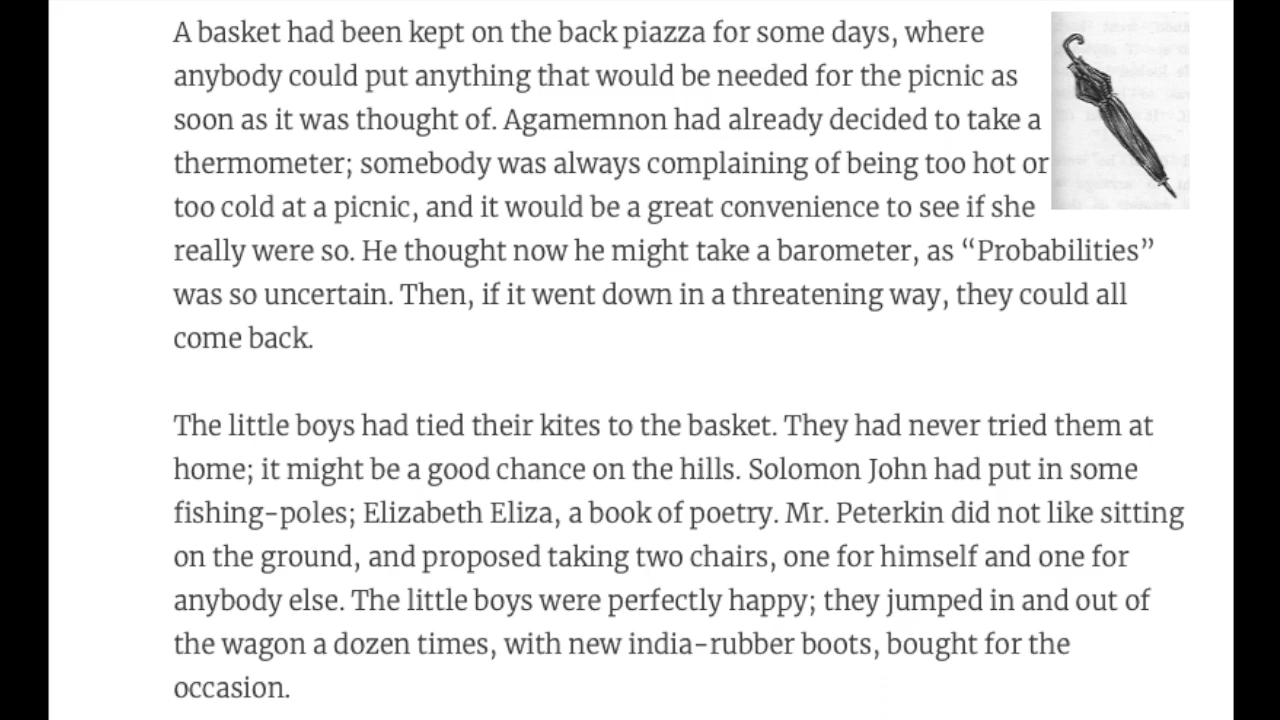 A basket had been kept on the back piazza for some days, where
anybody could put anything that would be needed for the picnic as
soon as it was thought of. Agamemnon had already decided to take a
thermometer; somebody was always complaining of being too hot or
too cold at a picnic, and it would be a great convenience to see if she
really were so. He thought now he might take a barometer, as “Probabilities”
was so uncertain. Then, if it went down in a threatening way, they could all
come back.
The little boys had tied their kites to the basket. They had never tried them at
home; it might be a good chance on the hills. Solomon John had put in some
fishing-poles; Elizabeth Eliza, a book of poetry. Mr. Peterkin did not like sitting
on the ground, and proposed taking two chairs, one for himself and one for
anybody else. The little boys were perfectly happy; they jumped in and out of
the wagon a dozen times, with new india-rubber boots, bought for the
occasion.